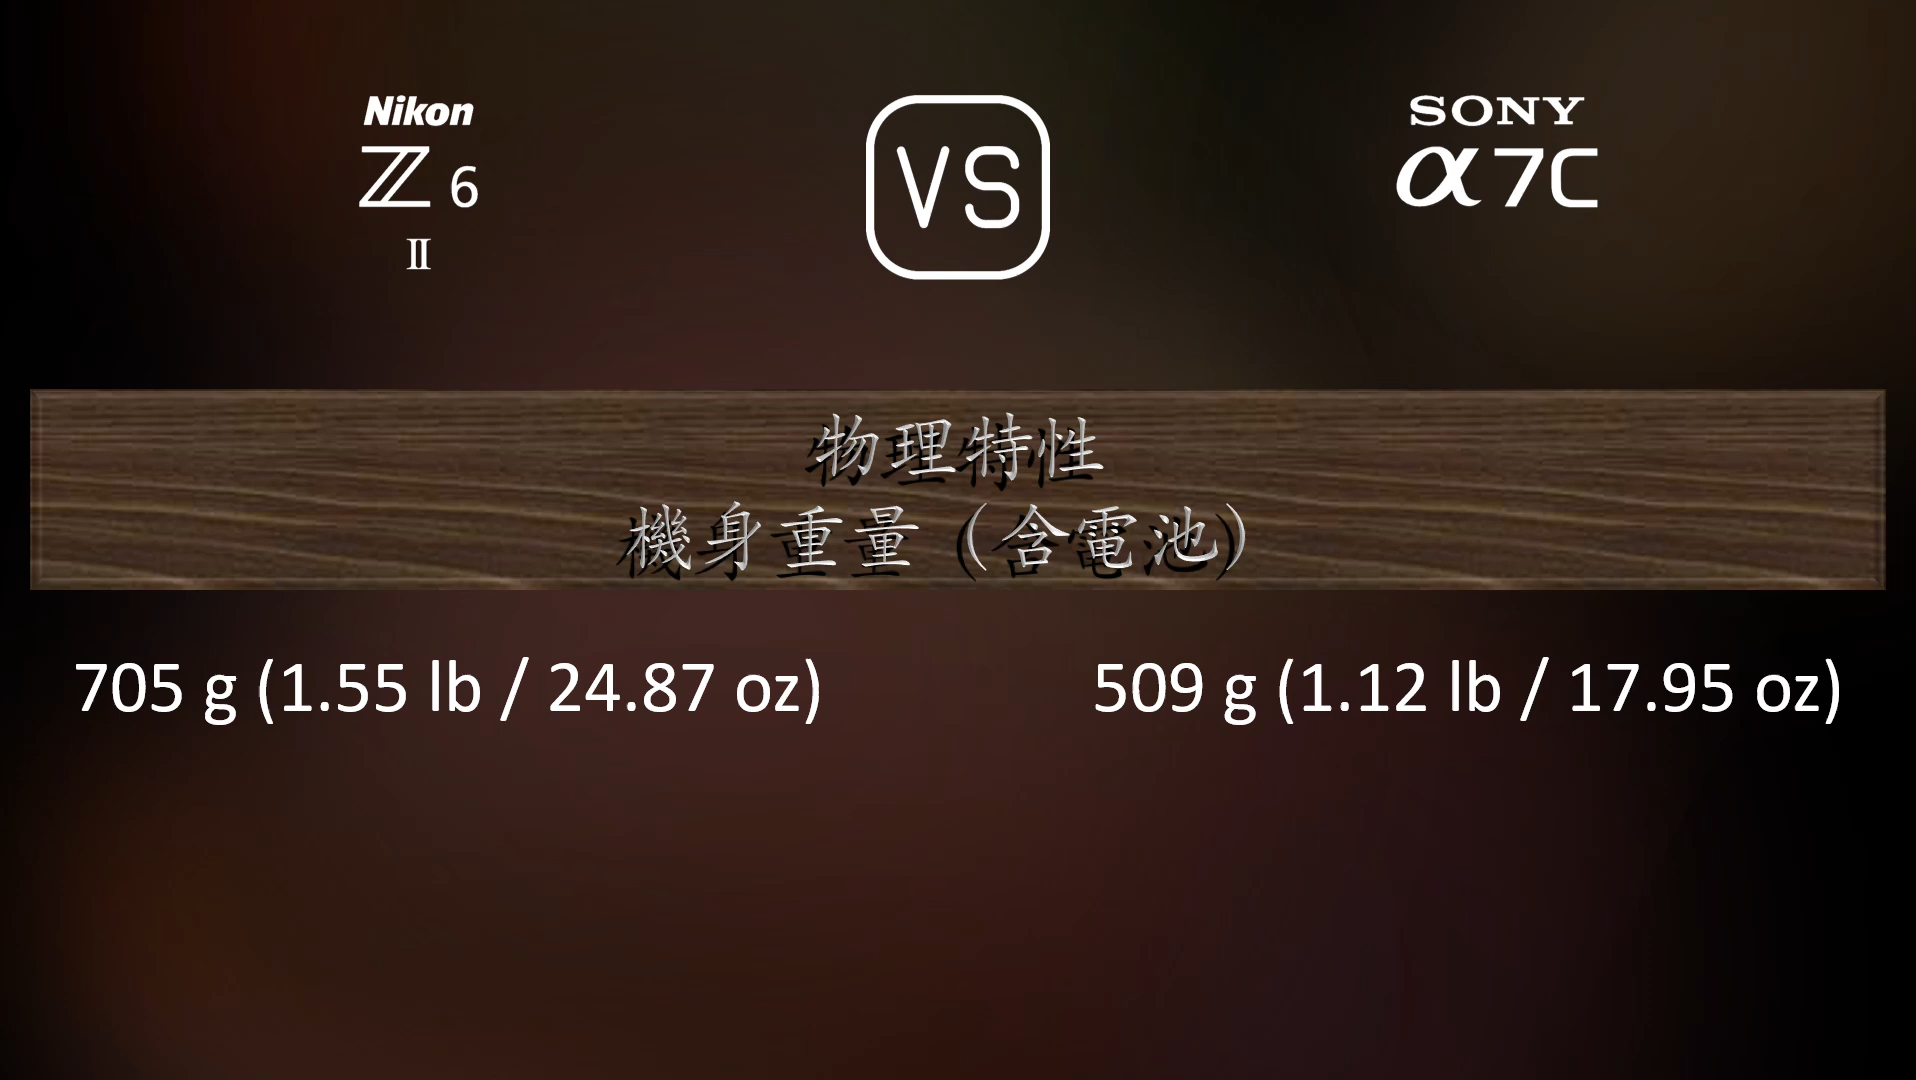 Nikon
Z 6
II
VS
SONY
α7C
物理特性
機身重量（含電池）
705 g (1.55 lb / 24.87 oz)
509 g (1.12 lb / 17.95 oz)